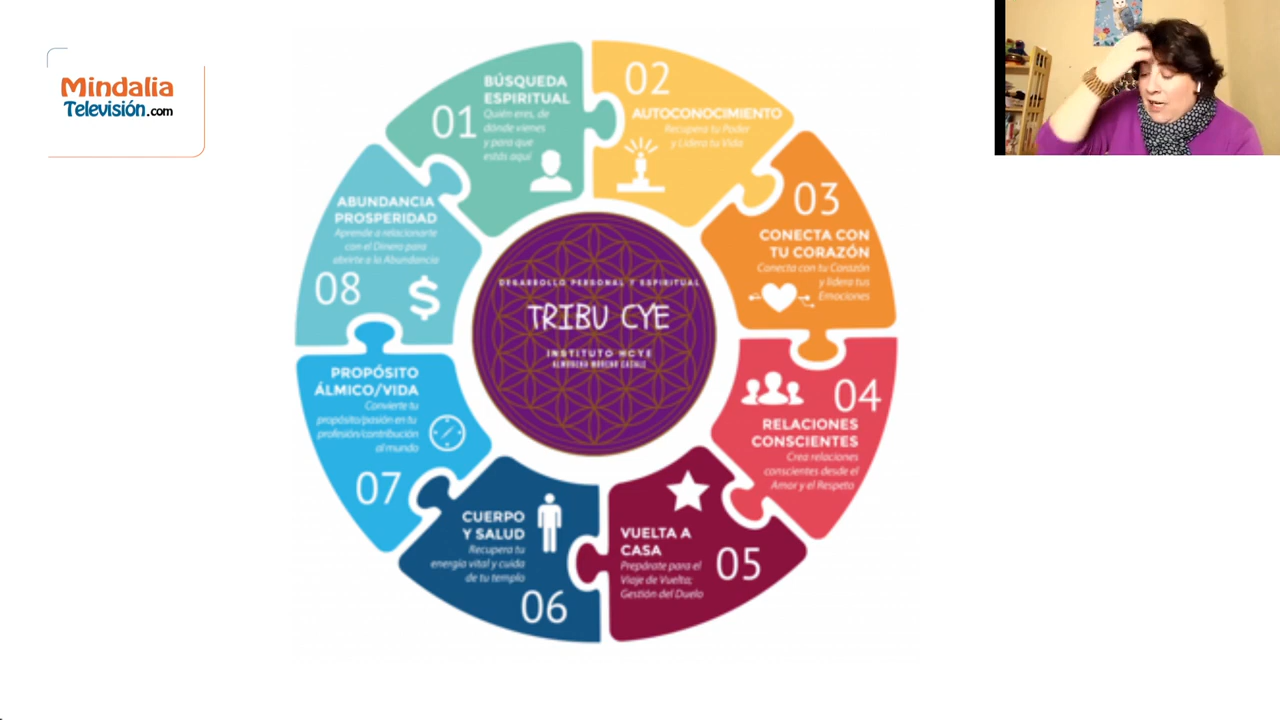 Mindalia
Televisión.com
01
BÚSQUEDA
ESPIRITUAL
Quién eres, de
dónde vienes
y para que
estás aquí
02
AUTOCONOCIMIENTO
Recupera tu Poder
y Lidera tu Vida
03
CONECTA CON
TU CORAZÓN
Conecta con tu Corazón
y lidera tus
Emociones
04
RELACIONES
CONSCIENTES
Crea relaciones
conscientes desde el
Amor y el Respeto
VUELTA A
CASA
05
Prepárate para el
Viaje de Vuelta;
Gestión del Duelo
CUERPO
Y SALUD
Recupera tu
energía vital y cuida
de tu templo
06
PROPÓSITO
ÁLMICO/VIDA
Convierte tu
propósito/pasión en tu
profesión/contribución
al mundo
07
ABUNDANCIA
PROSPERIDAD
Aprende a relacionarte
con el Dinero para
abrirte a la Abundancia
08
$
DESARROLLO PERSONAL Y ESPIRITUAL
TRIBU CYE
INSTITUTO HCYE
ALMUDENA MORENO CASALE